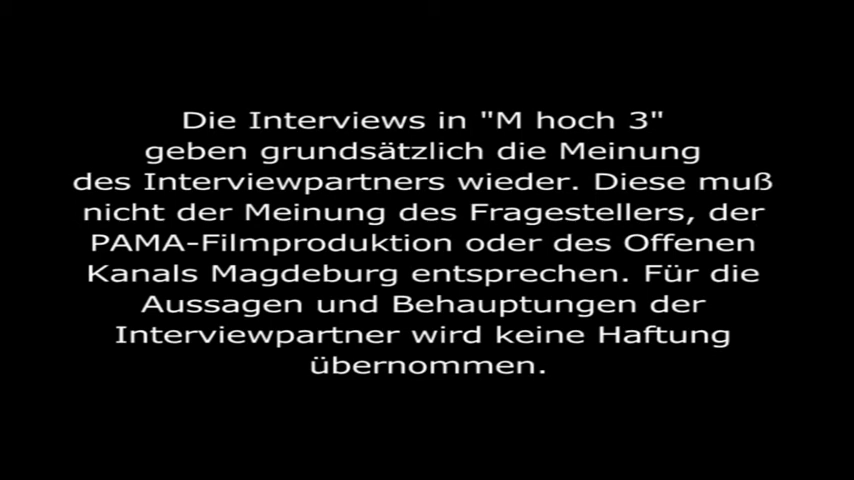 Die Interviews in "M hoch 3"
geben grundsätzlich die Meinung
des Interviewpartners wieder. Diese muß
nicht der Meinung des Fragestellers, der
PAMA-Filmproduktion oder des Offenen
Kanals Magdeburg entsprechen. Für die
Aussagen und Behauptungen der
Interviewpartner wird keine Haftung
übernommen.